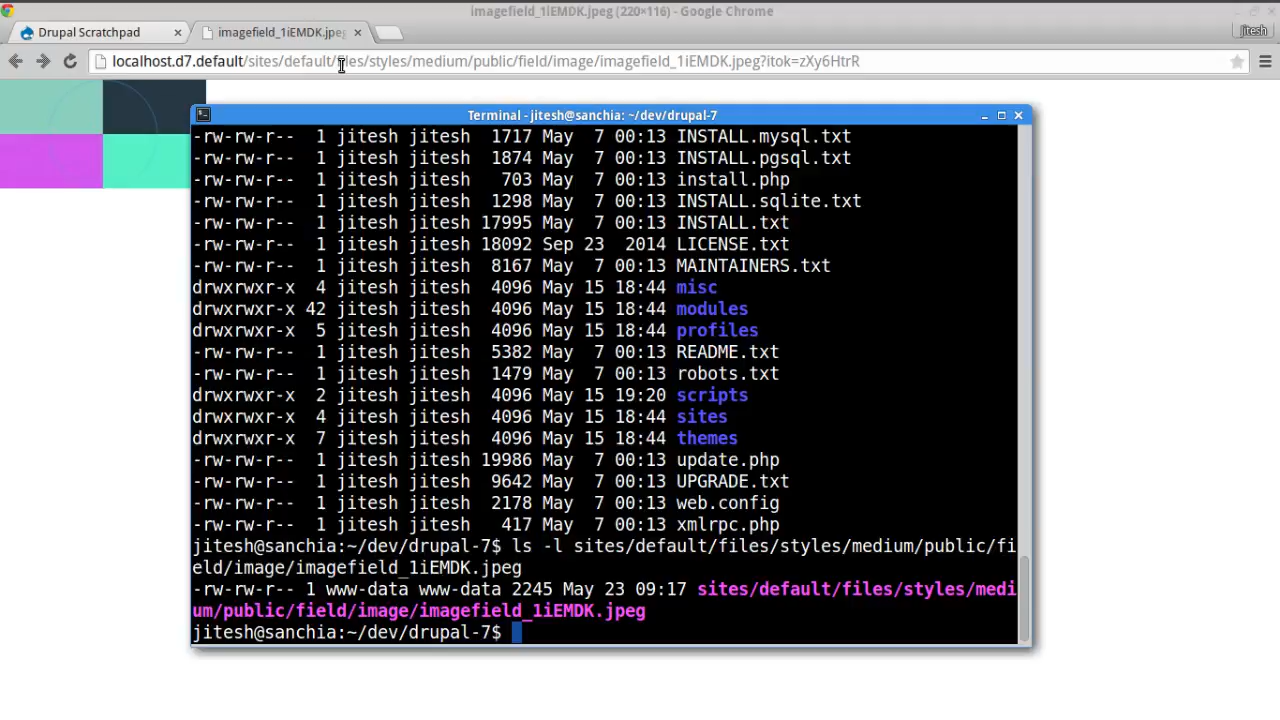 imagefield_1iEMDK.jpeg (220×116) - Google Chrome
Drupal Scratchpad
imagefield_1iEMDK.jpeg
jitesh
localhost.d7.default/sites/default/files/styles/medium/public/field/image/imagefield_1iEMDK.jpeg?itok=zXy6HtrR
Terminal - jitesh@sanchia: ~/dev/drupal-7
-rw-rw-r-- 1 jitesh jitesh 1717 May 7 00:13 INSTALL.mysql.txt
-rw-rw-r-- 1 jitesh jitesh 1874 May 7 00:13 INSTALL.pgsql.txt
-rw-rw-r-- 1 jitesh jitesh 703 May 7 00:13 install.php
-rw-rw-r-- 1 jitesh jitesh 1298 May 7 00:13 INSTALL.sqlite.txt
-rw-rw-r-- 1 jitesh jitesh 17995 May 7 00:13 INSTALL.txt
-rw-rw-r-- 1 jitesh jitesh 18092 Sep 23 2014 LICENSE.txt
-rw-rw-r-- 1 jitesh jitesh 8167 May 7 00:13 MAINTAINERS.txt
drwxrwxr-x 4 jitesh jitesh 4096 May 15 18:44 misc
drwxrwxr-x 42 jitesh jitesh 4096 May 15 18:44 modules
drwxrwxr-x 5 jitesh jitesh 4096 May 15 18:44 profiles
-rw-rw-r-- 1 jitesh jitesh 5382 May 7 00:13 README.txt
-rw-rw-r-- 1 jitesh jitesh 1479 May 7 00:13 robots.txt
drwxrwxr-x 2 jitesh jitesh 4096 May 15 19:20 scripts
drwxrwxr-x 4 jitesh jitesh 4096 May 15 18:44 sites
drwxrwxr-x 7 jitesh jitesh 4096 May 15 18:44 themes
-rw-rw-r-- 1 jitesh jitesh 19986 May 7 00:13 update.php
-rw-rw-r-- 1 jitesh jitesh 9642 May 7 00:13 UPGRADE.txt
-rw-rw-r-- 1 jitesh jitesh 2178 May 7 00:13 web.config
-rw-rw-r-- 1 jitesh jitesh 417 May 7 00:13 xmlrpc.php
jitesh@sanchia:~/dev/drupal-7$ ls -l sites/default/files/styles/medium/public/fi
eld/image/imagefield_1iEMDK.jpeg
-rw-rw-r-- 1 www-data www-data 2245 May 23 09:17 sites/default/files/styles/medi
um/public/field/image/imagefield_1iEMDK.jpeg
jitesh@sanchia:~/dev/drupal-7$